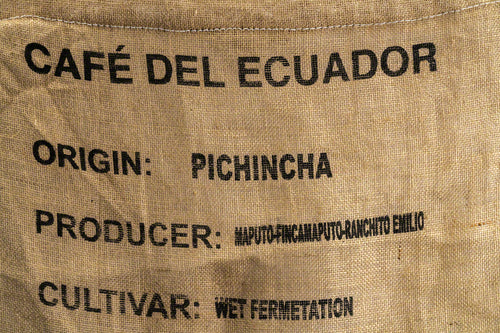 CAFÉ DEL ECUADOR
ORIGIN: PICHINCHA
PRODUCER: MAPUTO-FINCAMAPUTO-RANCHITO EMILIO
CULTIVAR: WET FERMETATION